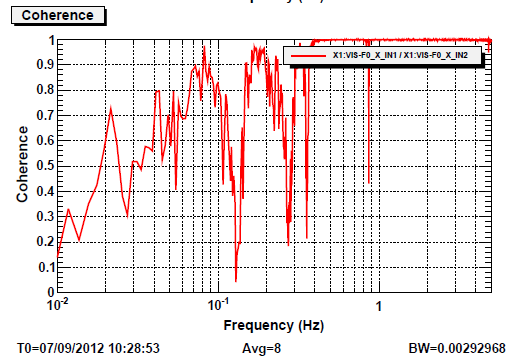 Coherence
X1:VIS-F0_X_IN1 / X1:VIS-F0_X_IN2
Coherence
1
0.9
0.8
0.7
0.6
0.5
0.4
0.3
0.2
0.1
0
10^-2
10^-1
1
Frequency (Hz)
T0=07/09/2012 10:28:53
Avg=8
BW=0.00292968